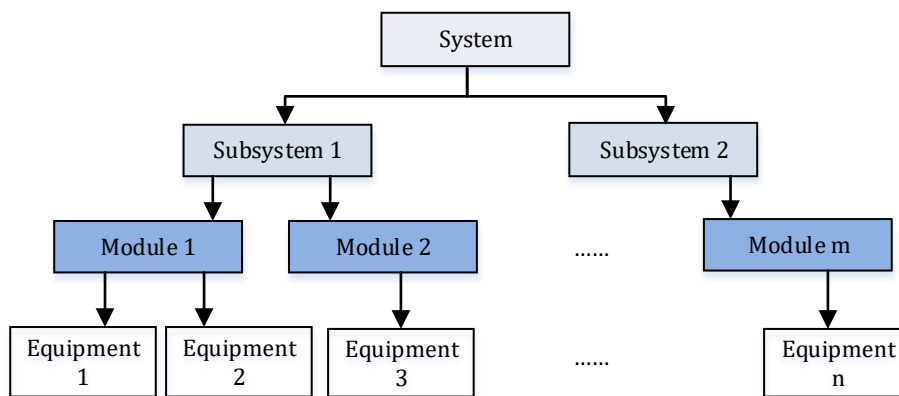 System
Subsystem 1
Subsystem 2
Module 1
Module 2
......
Module m
Equipment
1
Equipment
2
Equipment
3
......
Equipment
n